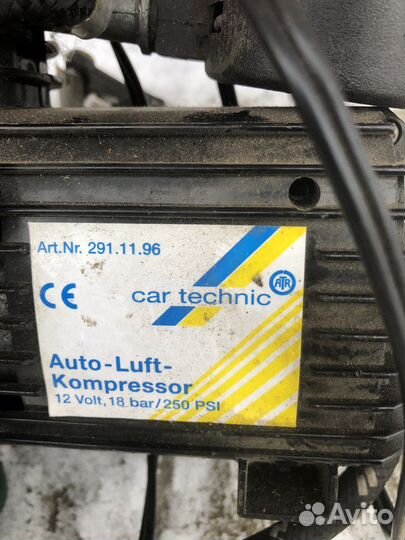 Art.Nr. 291.11.96
ATR
CE
car technic
Auto-Luft-
Kompressor
12 Volt, 18 bar/250 PSI
Avito